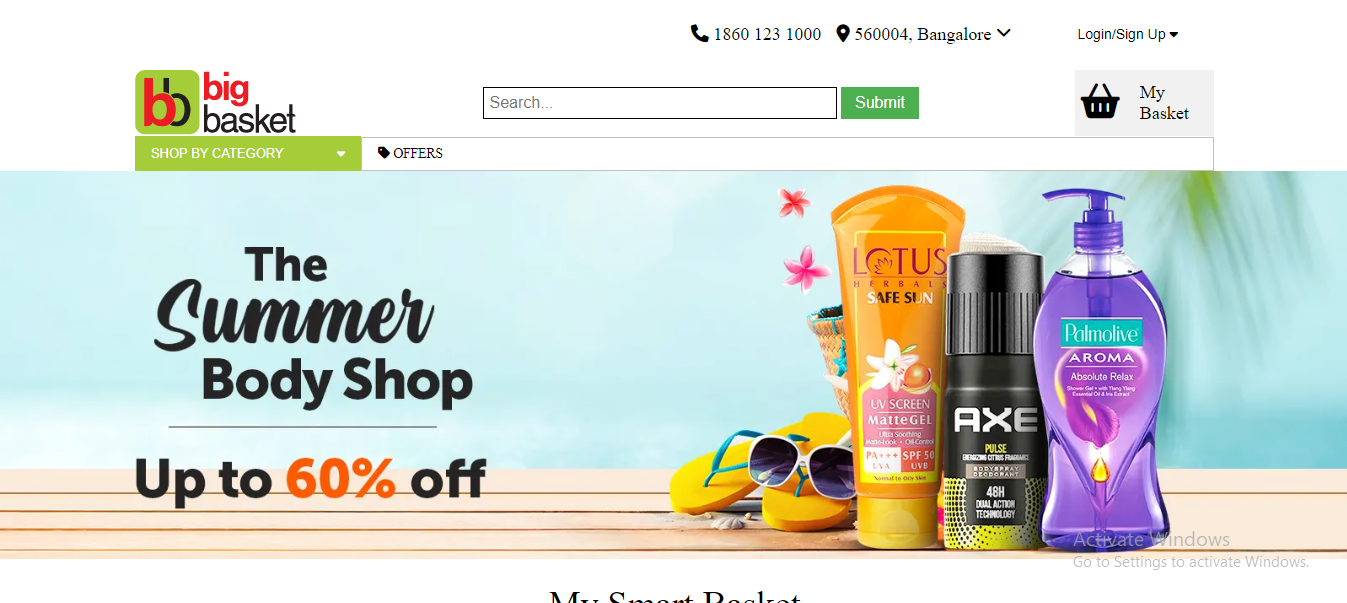 1860 123 1000 560004, Bangalore Login/Sign Up
bb big
basket
Search... Submit
My
Basket
SHOP BY CATEGORY OFFERS
The
Summer
Body Shop
Up to 60% off
LOTUS
HERBALS
SAFE SUN
UV SCREEN
MatteGEL
Ultra Soothing
Matte-Look • Oil-Control
PA+++ SPF 50
UVA UVB
Normal to Oily Skin
AXE
PULSE
ENERGIZING CITRUS FRAGRANCE
BODYSPRAY
DEODORANT
48H
DUAL ACTION
TECHNOLOGY
Palmolive
AROMA
Absolute Relax
Shower Gel • with Ylang Ylang
Essential Oil & Iris Extract
Activate Windows
Go to Settings to activate Windows.
My Smart Basket